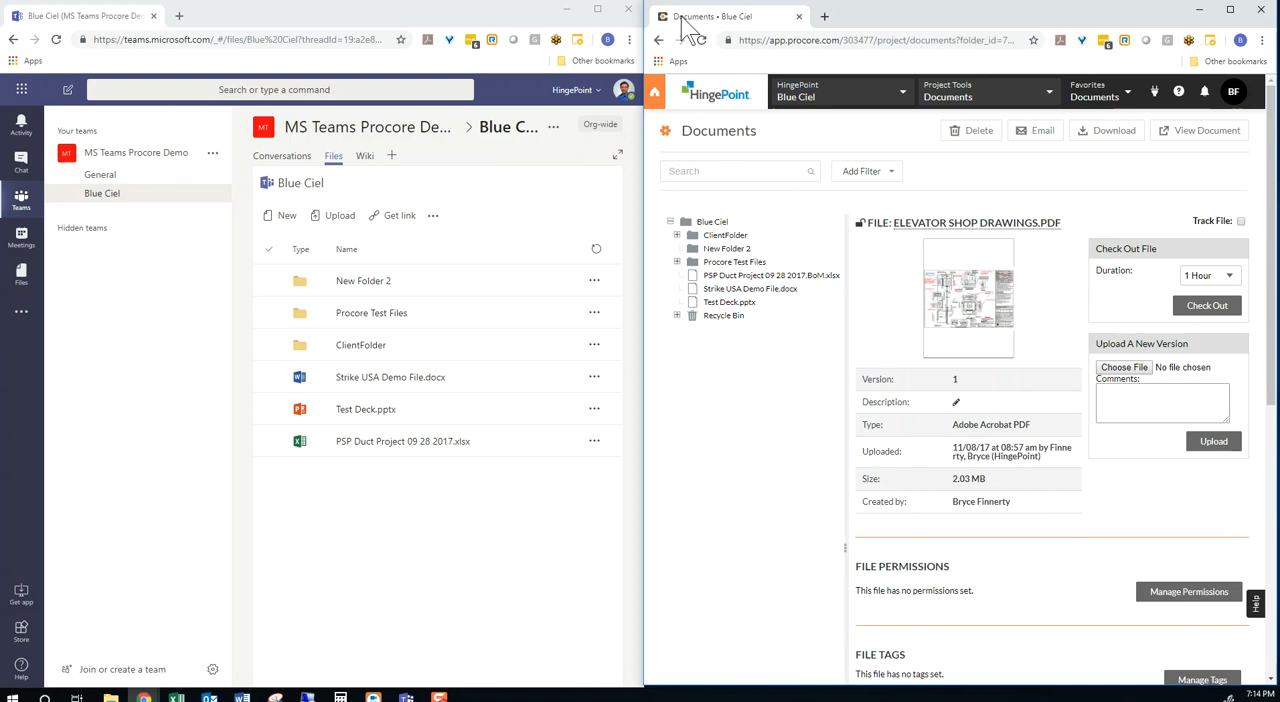 Blue Ciel (MS Teams Procore De
https://teams.microsoft.com/_#/files/Blue%20Ciel?threadId=19:a2e8...
6
B
Apps
Other bookmarks
Search or type a command
HingePoint
Activity
Chat
Teams
Meetings
Files
Get app
Store
Help
Your teams
MT MS Teams Procore Demo ...
General
Blue Ciel
Hidden teams
Join or create a team
MT MS Teams Procore De... > Blue C... ...
Org-wide
Conversations Files Wiki +
Blue Ciel
New Upload Get link ...
Type Name
New Folder 2 ...
Procore Test Files ...
ClientFolder ...
Strike USA Demo File.docx ...
Test Deck.pptx ...
PSP Duct Project 09 28 2017.xlsx ...
Documents • Blue Ciel
https://app.procore.com/303477/project/documents?folder_id=7...
6
B
Apps
Other bookmarks
HingePoint.
HingePoint
Blue Ciel
Project Tools
Documents
Favorites
Documents
BF
Documents
Delete
Email
Download
View Document
Search
Add Filter
Blue Ciel
ClientFolder
New Folder 2
Procore Test Files
PSP Duct Project 09 28 2017.BoM.xlsx
Strike USA Demo File.docx
Test Deck.pptx
Recycle Bin
FILE: ELEVATOR SHOP DRAWINGS.PDF
Track File:
Version: 1
Description:
Type: Adobe Acrobat PDF
Uploaded: 11/08/17 at 08:57 am by Finne
rty, Bryce (HingePoint)
Size: 2.03 MB
Created by: Bryce Finnerty
Check Out File
Duration: 1 Hour
Check Out
Upload A New Version
Choose File No file chosen
Comments:
Upload
FILE PERMISSIONS
This file has no permissions set.
Manage Permissions
Help
FILE TAGS
This file has no tags set.
Manage Tags
7:14 PM